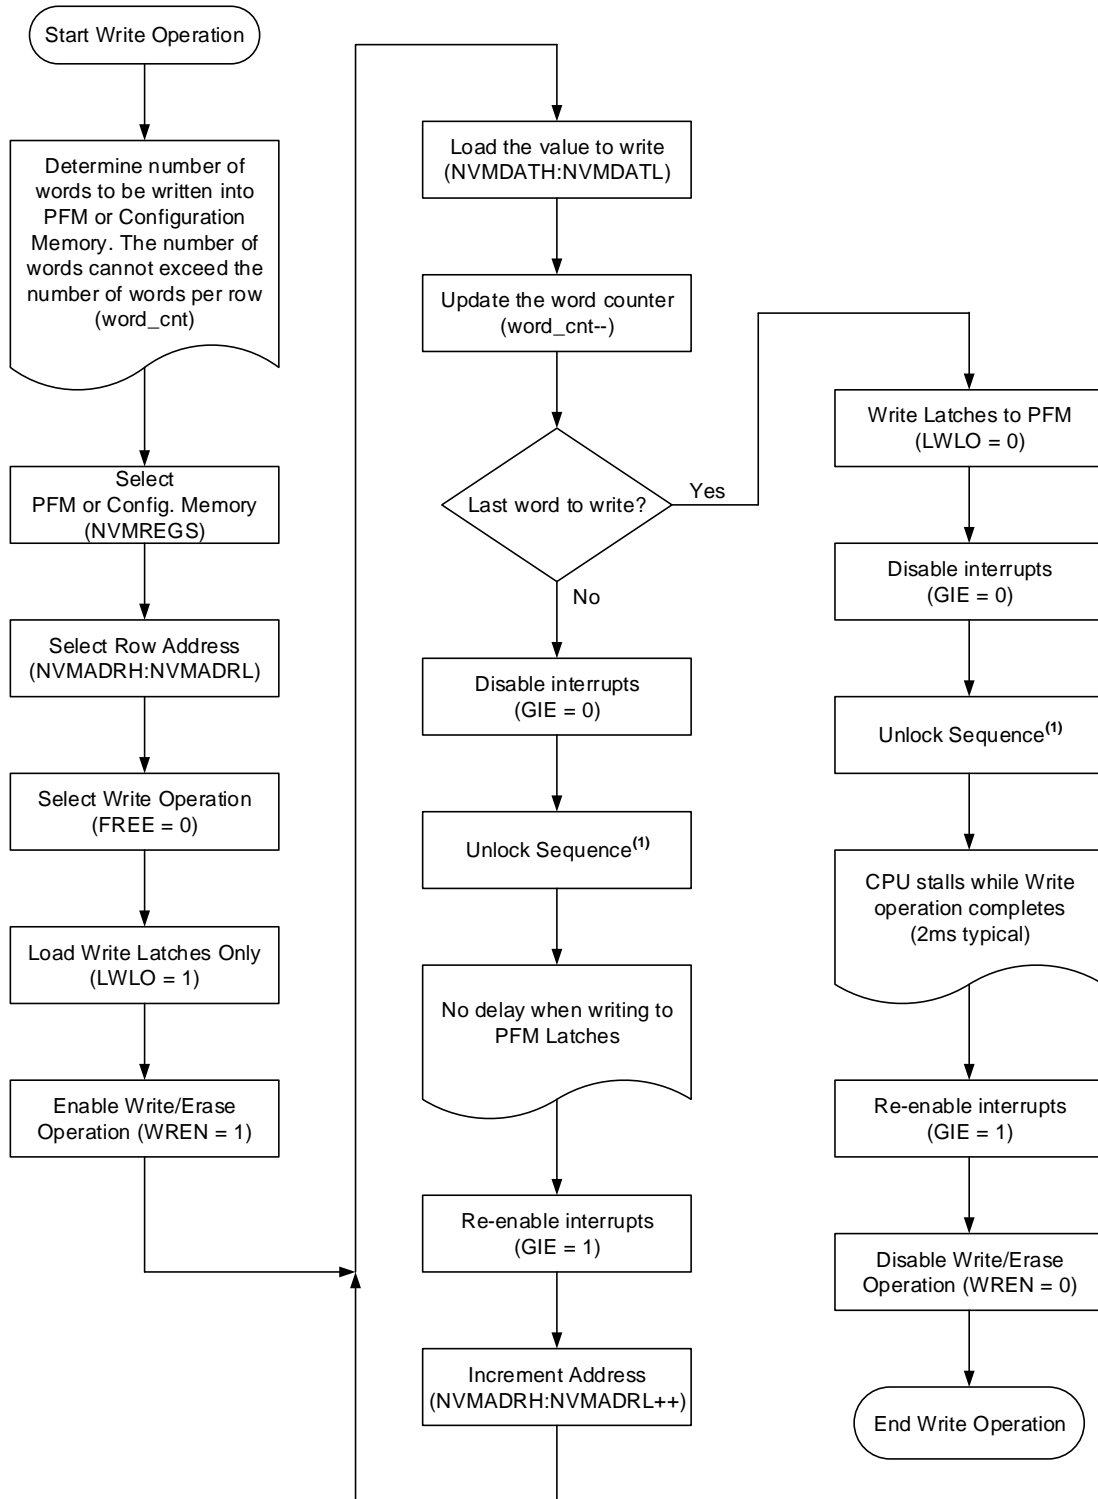 Start Write Operation
Determine number of
words to be written into
PFM or Configuration
Memory. The number of
words cannot exceed the
number of words per row
(word_cnt)
Select
PFM or Config. Memory
(NVMREGS)
Select Row Address
(NVMADRH:NVMADRL)
Select Write Operation
(FREE = 0)
Load Write Latches Only
(LWLO = 1)
Enable Write/Erase
Operation (WREN = 1)
Load the value to write
(NVMDATH:NVMDATL)
Update the word counter
(word_cnt--)
Last word to write?
Yes
No
Disable interrupts
(GIE = 0)
Unlock Sequence(1)
No delay when writing to
PFM Latches
Re-enable interrupts
(GIE = 1)
Increment Address
(NVMADRH:NVMADRL++)
Write Latches to PFM
(LWLO = 0)
Disable interrupts
(GIE = 0)
Unlock Sequence(1)
CPU stalls while Write
operation completes
(2ms typical)
Re-enable interrupts
(GIE = 1)
Disable Write/Erase
Operation (WREN = 0)
End Write Operation